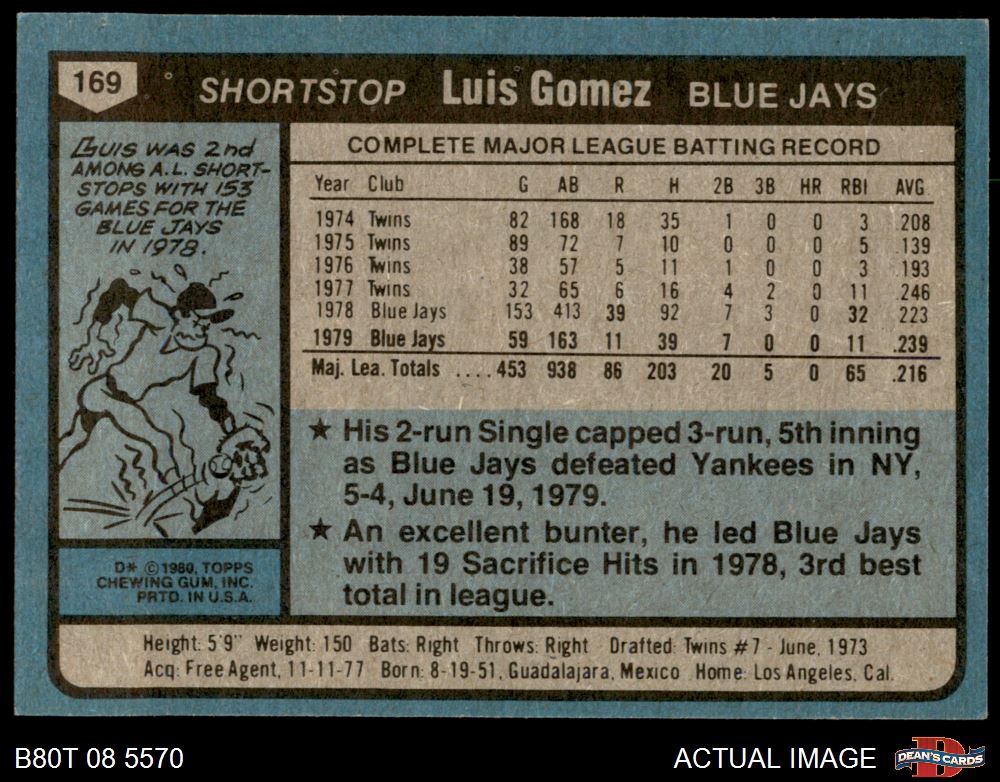 169 SHORTSTOP Luis Gomez BLUE JAYS
LUIS WAS 2nd
AMONG A.L. SHORT-
STOPS WITH 153
GAMES FOR THE
BLUE JAYS
IN 1978.
COMPLETE MAJOR LEAGUE BATTING RECORD
Year Club G AB R H 2B 3B HR RBI AVG.
1974 Twins 82 168 18 35 1 0 0 3 .208
1975 Twins 89 72 7 10 0 0 0 5 .139
1976 Twins 38 57 5 11 1 0 0 3 .193
1977 Twins 32 65 6 16 4 2 0 11 .246
1978 Blue Jays 153 413 39 92 7 3 0 32 .223
1979 Blue Jays 59 163 11 39 7 0 0 11 .239
Maj. Lea. Totals ....453 938 86 203 20 5 0 65 .216
★ His 2-run Single capped 3-run, 5th inning
as Blue Jays defeated Yankees in NY,
5-4, June 19, 1979.
★ An excellent bunter, he led Blue Jays
with 19 Sacrifice Hits in 1978, 3rd best
total in league.
D* © 1980, TOPPS
CHEWING GUM, INC.
PRTD. IN U.S.A.
Height: 5'9" Weight: 150 Bats: Right Throws: Right Drafted: Twins #7 - June, 1973
Acq: Free Agent, 11-11-77 Born: 8-19-51, Guadalajara, Mexico Home: Los Angeles, Cal.
B80T 08 5570 ACTUAL IMAGE
D
DEAN'S CARDS